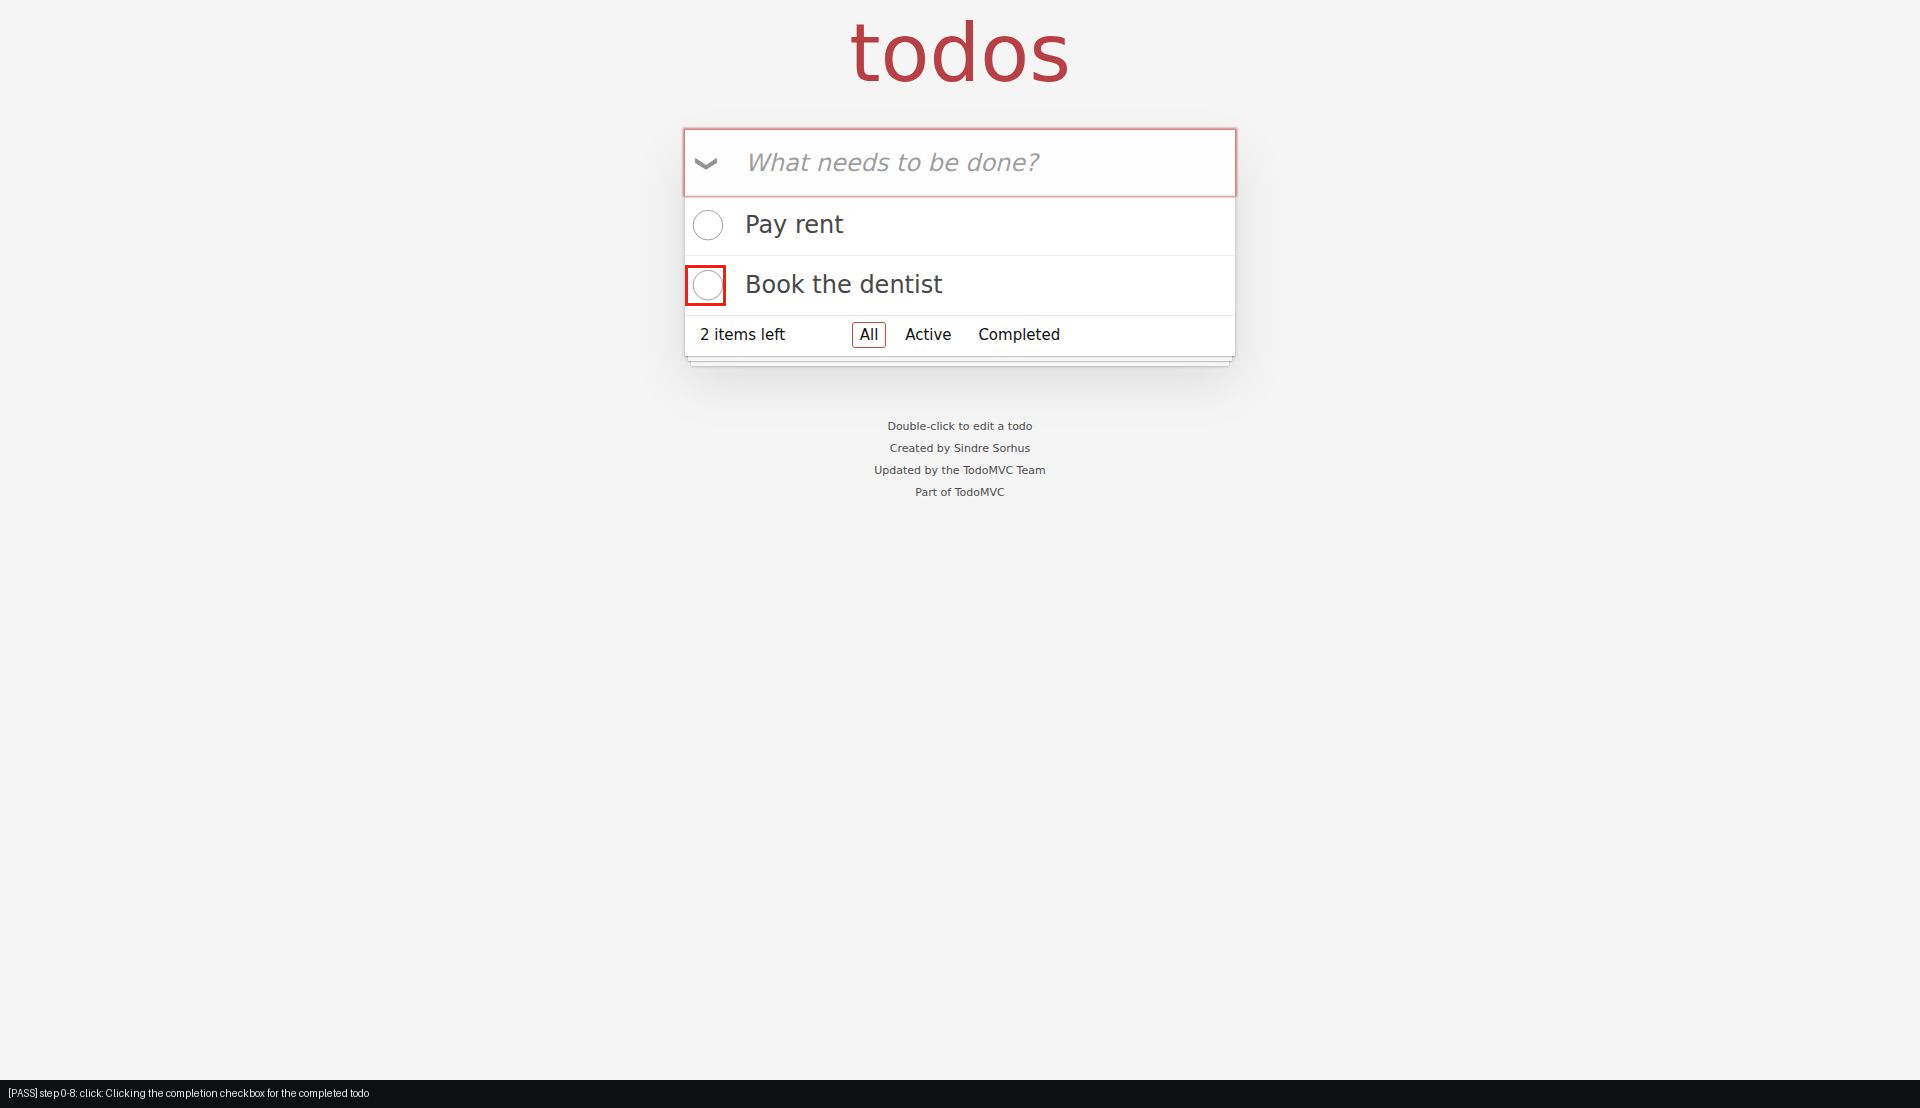 todos
What needs to be done?
Pay rent
Book the dentist
2 items left All Active Completed
Double-click to edit a todo
Created by Sindre Sorhus
Updated by the TodoMVC Team
Part of TodoMVC
[PASS] step 0-8: click: Clicking the completion checkbox for the completed todo